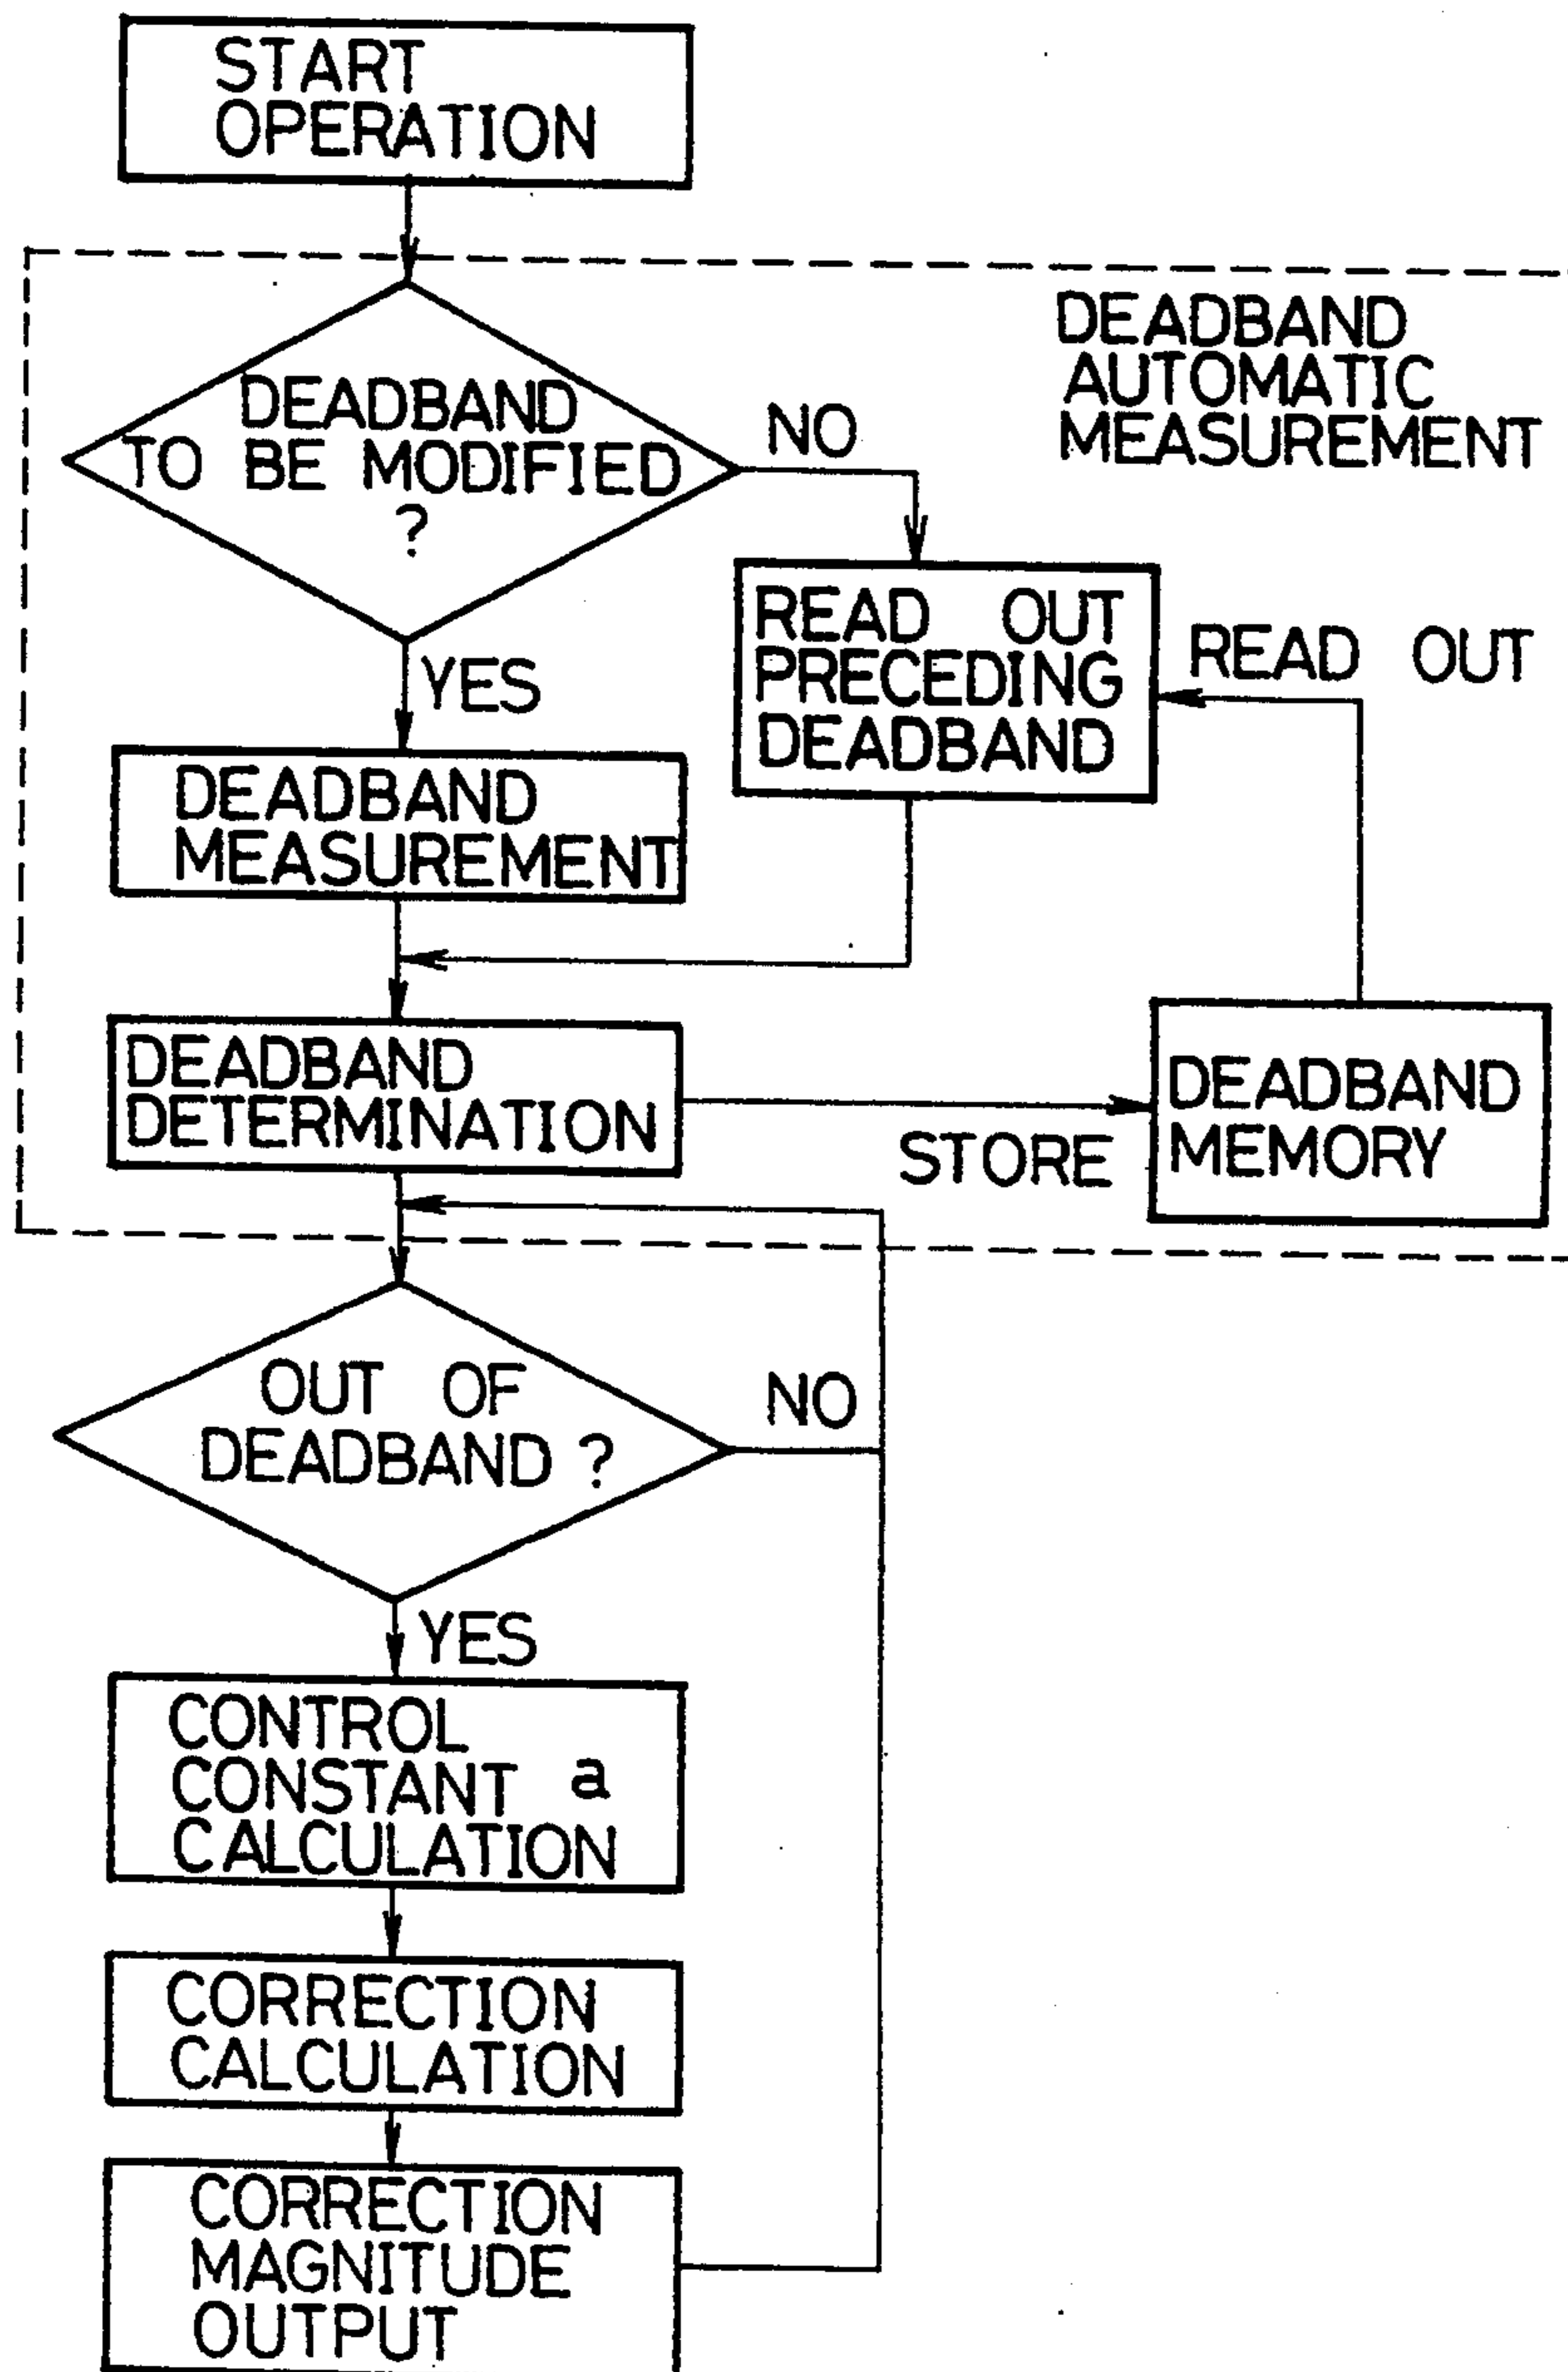 START
OPERATION
DEADBAND
AUTOMATIC
MEASUREMENT
DEADBAND
TO BE MODIFIED
?
NO
YES
READ OUT
PRECEDING
DEADBAND
READ OUT
DEADBAND
MEASUREMENT
DEADBAND
DETERMINATION
STORE
DEADBAND
MEMORY
OUT OF
DEADBAND ?
NO
YES
CONTROL
CONSTANT a
CALCULATION
CORRECTION
CALCULATION
CORRECTION
MAGNITUDE
OUTPUT